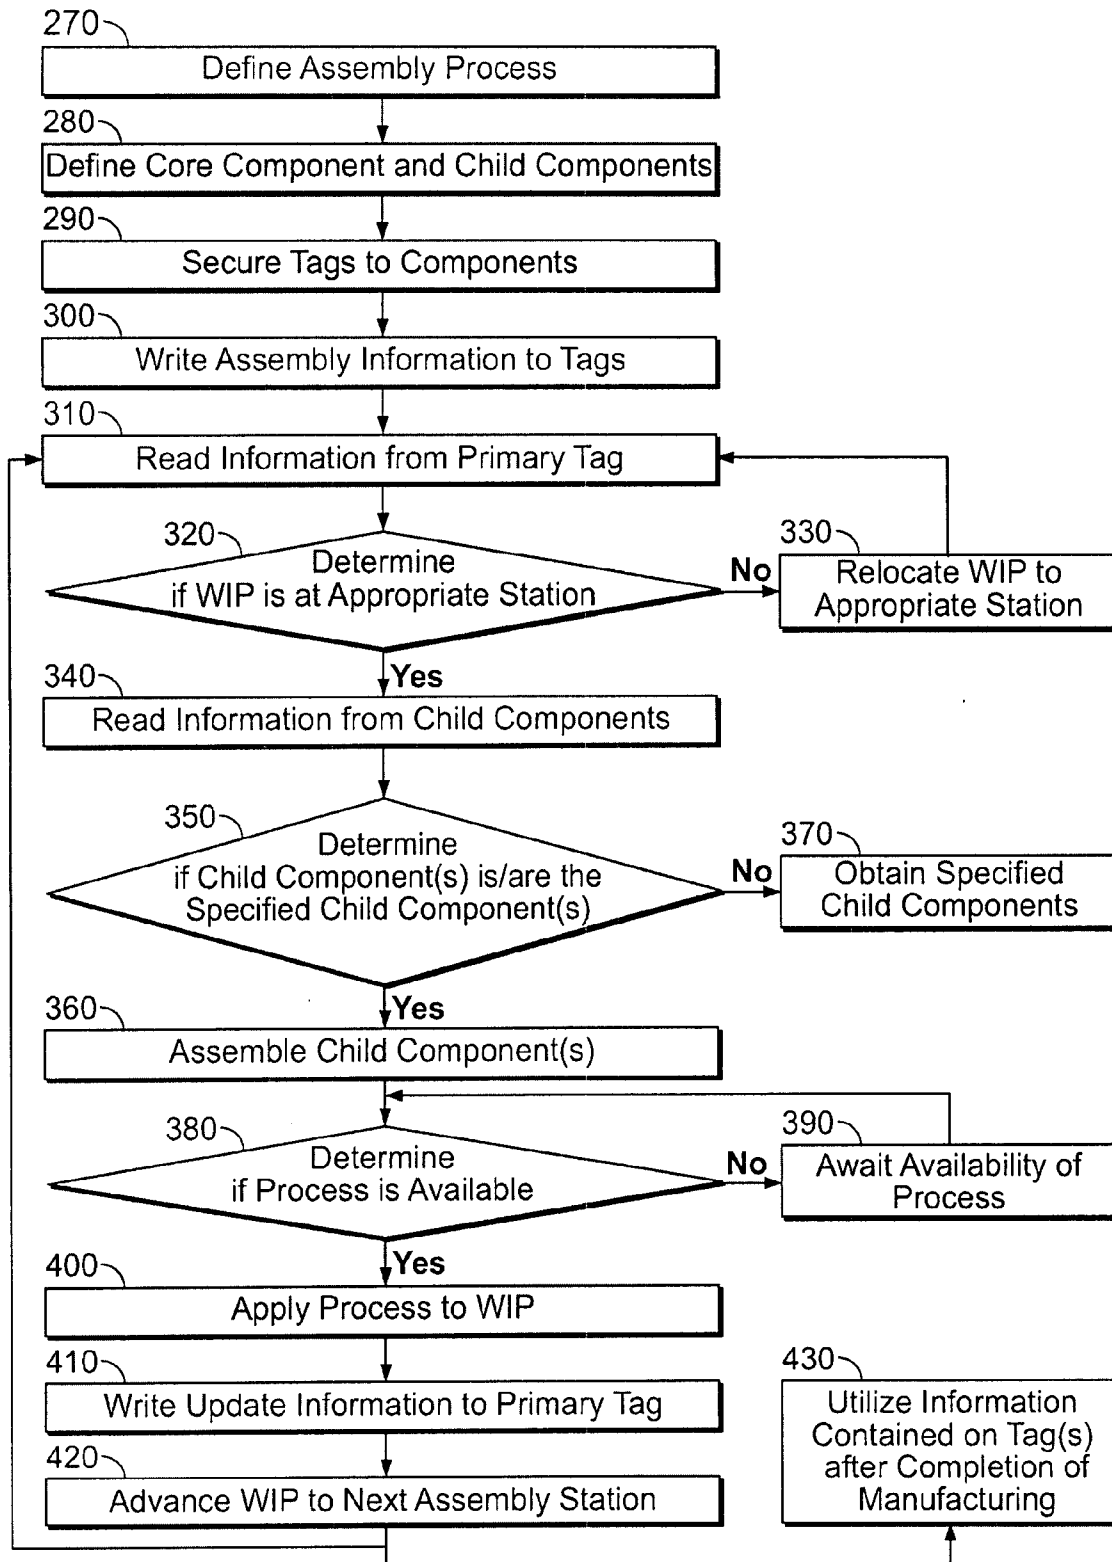 270
Define Assembly Process
280
Define Core Component and Child Components
290
Secure Tags to Components
300
Write Assembly Information to Tags
310
Read Information from Primary Tag
320
Determine
if WIP is at Appropriate Station
No
330
Relocate WIP to
Appropriate Station
Yes
340
Read Information from Child Components
350
Determine
if Child Component(s) is/are the
Specified Child Component(s)
No
370
Obtain Specified
Child Components
Yes
360
Assemble Child Component(s)
380
Determine
if Process is Available
No
390
Await Availability of
Process
Yes
400
Apply Process to WIP
410
Write Update Information to Primary Tag
420
Advance WIP to Next Assembly Station
430
Utilize Information
Contained on Tag(s)
after Completion of
Manufacturing